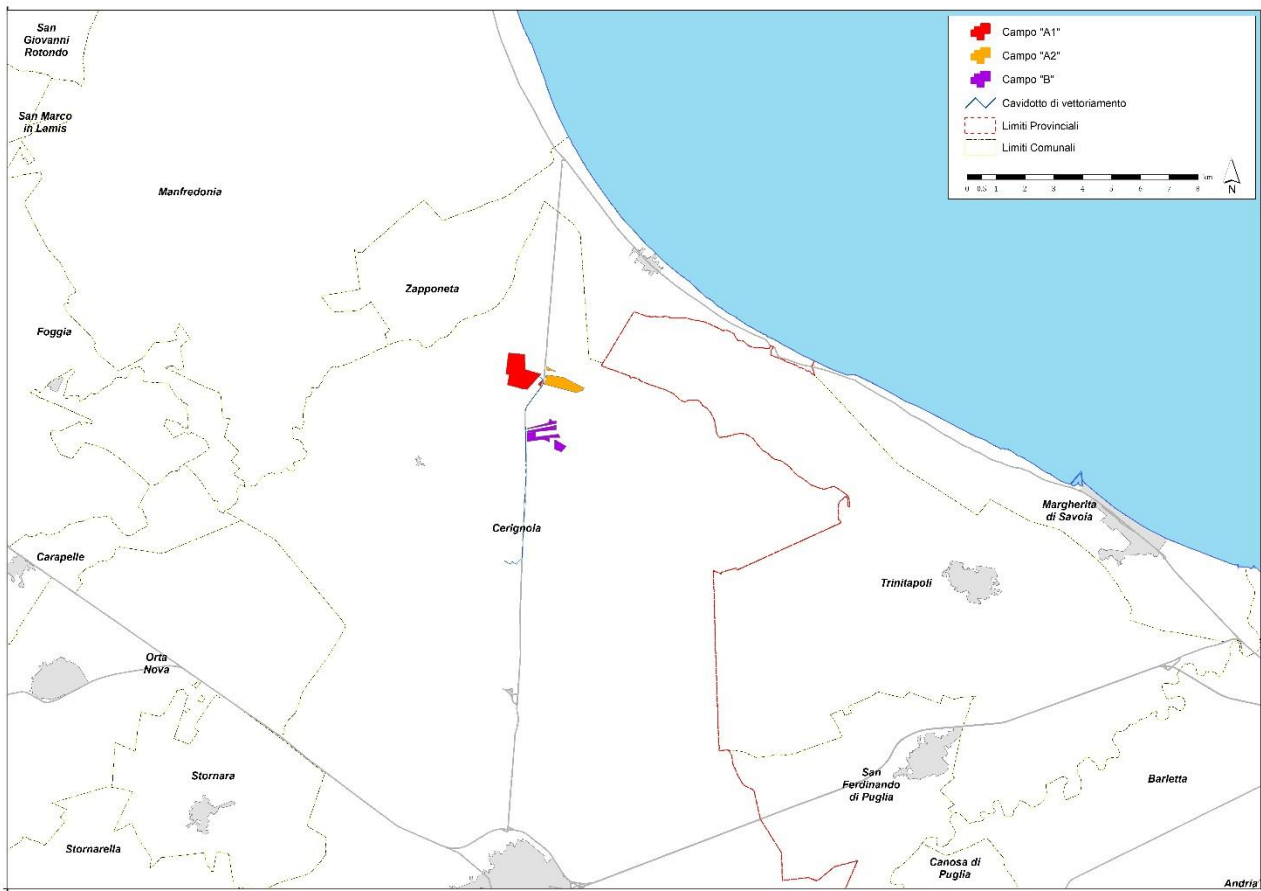 San
Giovanni
Rotondo
San Marco
in Lamis
Manfredonia
Zapponeta
Foggia
Cerignola
Carapelle
Orta
Nova
Stornara
Stornarella
Margherita
di Savoia
Trinitapoli
San
Ferdinando
di Puglia
Barletta
Canosa di
Puglia
Andria
Campo "A1"
Campo "A2"
Campo "B"
Cavidotto di vettoriamento
Limiti Provinciali
Limiti Comunali
0 0.5 1 2 3 4 5 6 7 8 km
N